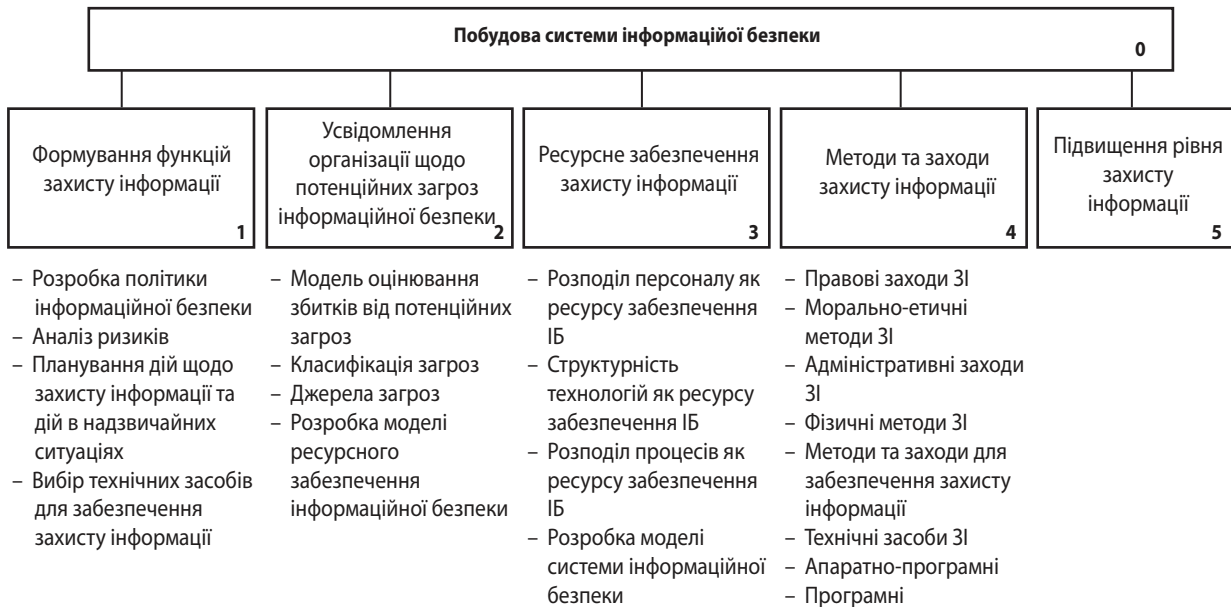 Побудова системи інформаційої безпеки
0
Формування функцій
захисту інформації
1
Усвідомлення
організації щодо
потенційних загроз
інформаційної безпеки
2
Ресурсне забезпечення
захисту інформації
3
Методи та заходи
захисту інформації
4
Підвищення рівня
захисту
інформації
5
– Розробка політики
інформаційної безпеки
– Аналіз ризиків
– Планування дій щодо
захисту інформації та
дій в надзвичайних
ситуаціях
– Вибір технічних засобів
для забезпечення
захисту інформації
– Модель оцінювання
збитків від потенційних
загроз
– Класифікація загроз
– Джерела загроз
– Розробка моделі
ресурсного
забезпечення
інформаційної безпеки
– Розподіл персоналу як
ресурсу забезпечення
ІБ
– Структурність
технологій як ресурсу
забезпечення ІБ
– Розподіл процесів як
ресурсу забезпечення
ІБ
– Розробка моделі
системи інформаційної
безпеки
– Правові заходи ЗІ
– Морально-етичні
методи ЗІ
– Адміністративні заходи
ЗІ
– Фізичні методи ЗІ
– Методи та заходи для
забезпечення захисту
інформації
– Технічні засоби ЗІ
– Апаратно-програмні
– Програмні